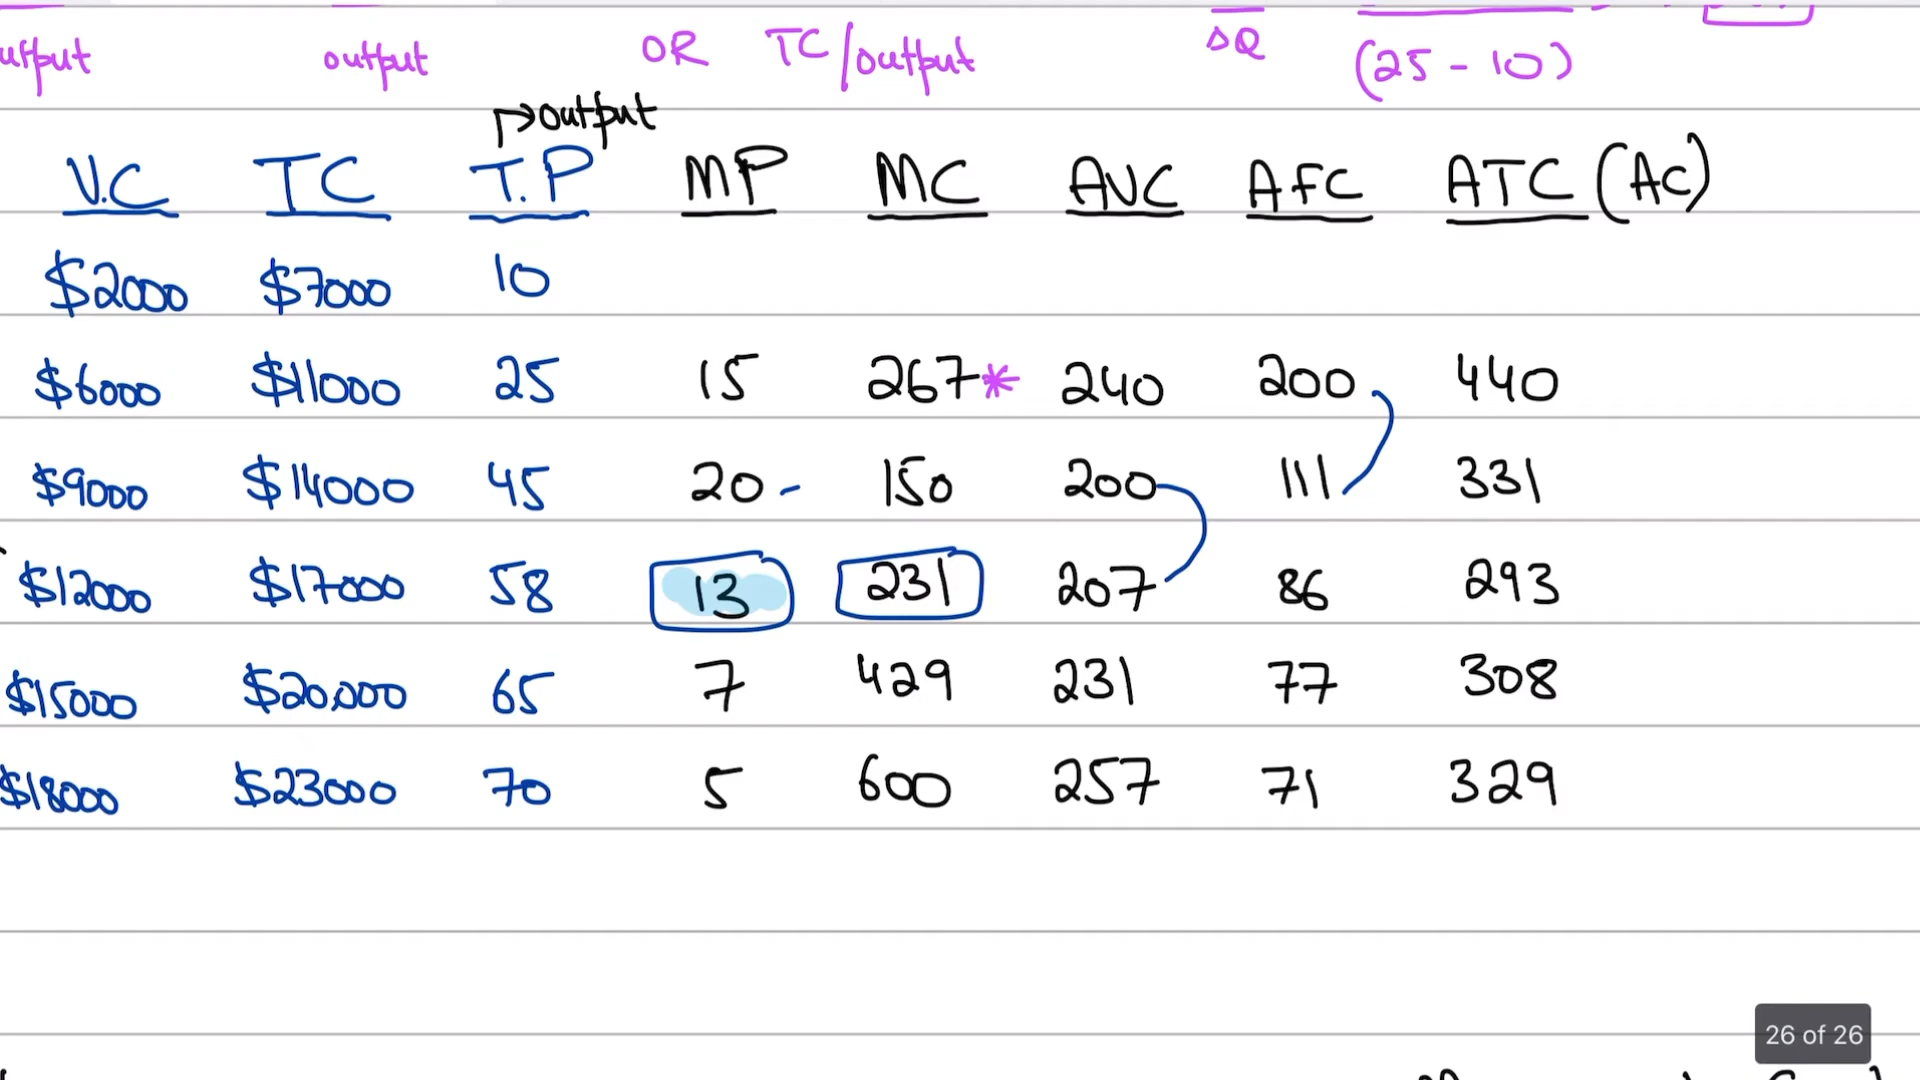 output OR TC/output ΔQ (25 - 10)
↱output
V.C TC T.P MP MC AVC AFC ATC (AC)
$2000 $7000 10
$6000 $11000 25 15 267* 240 200 440
$9000 $14000 45 20 - 150 200 111 331
$12000 $17000 58 13 231 207 86 293
$15000 $20,000 65 7 429 231 77 308
$18000 $23000 70 5 600 257 71 329
26 of 26